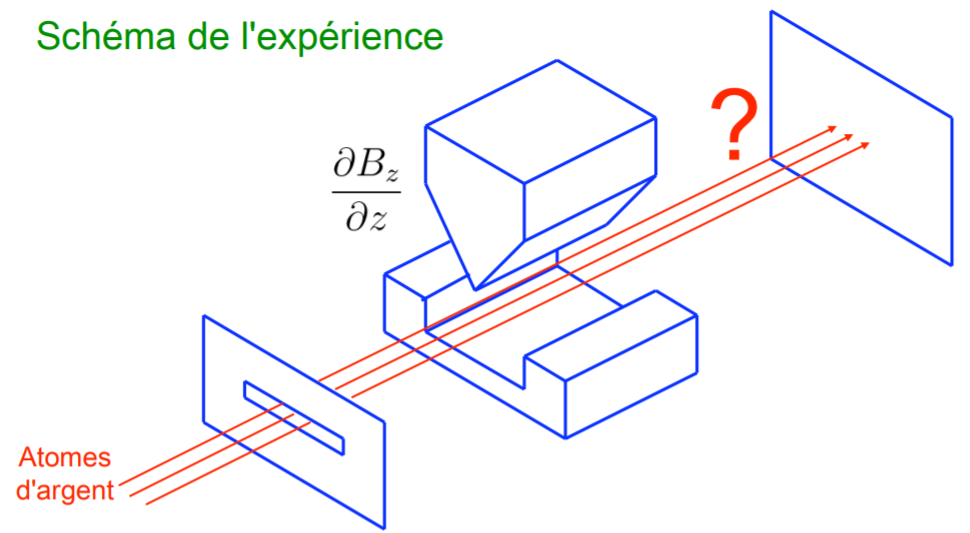 Schéma de l'expérience
?
∂B_z
∂z
Atomes
d'argent